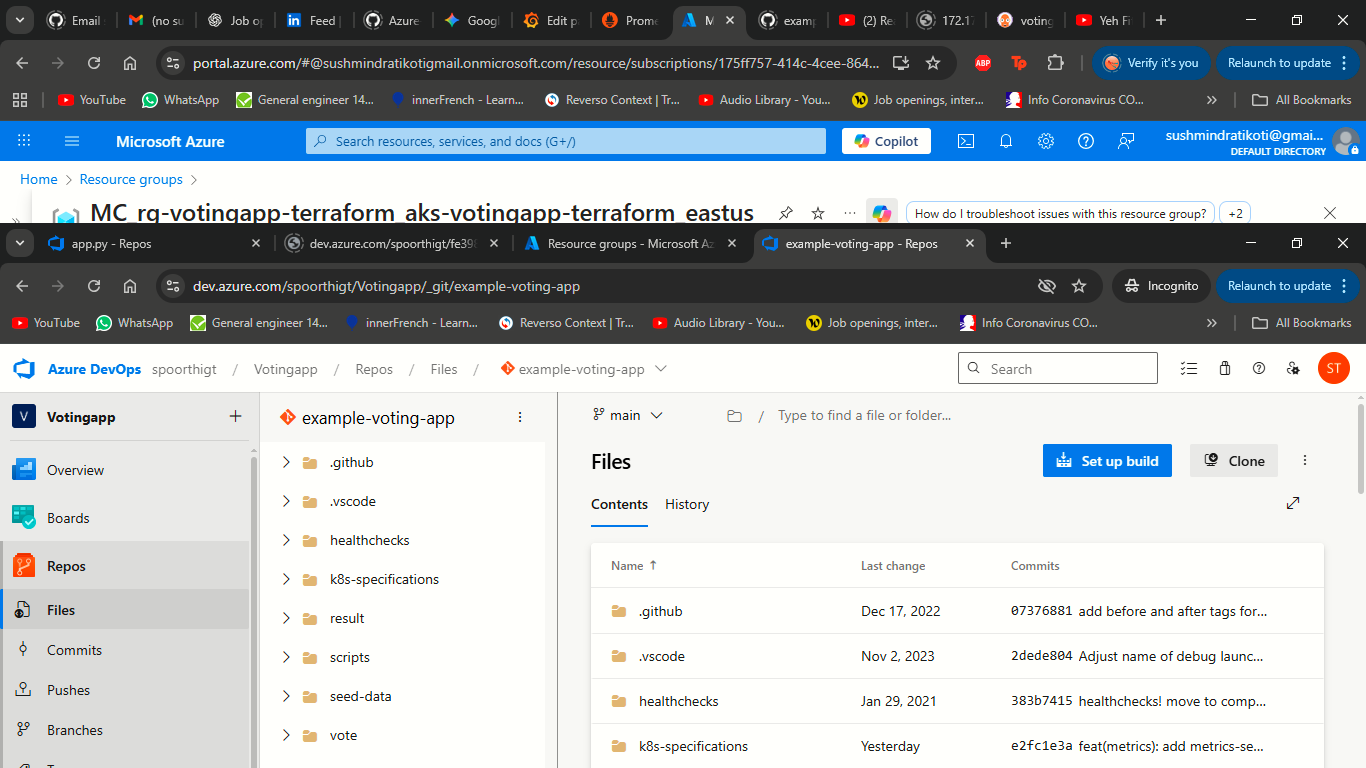 Email
(no su
Job op
Feed |
Azure
Googl
Edit p
Prome
M
examp
(2) Re
172.17
voting
Yeh Fi
portal.azure.com/#@sushmindratikotigmail.onmicrosoft.com/resource/subscriptions/175ff757-414c-4cee-864...
ABP
Verify it's you
Relaunch to update
YouTube
WhatsApp
General engineer 14...
innerFrench - Learn...
Reverso Context | Tr...
Audio Library - You...
Job openings, inter...
Info Coronavirus CO...
»
All Bookmarks
Microsoft Azure
Search resources, services, and docs (G+/)
Copilot
sushmindratikoti@gmai...
DEFAULT DIRECTORY
Home
Resource groups
MC_rg-votingapp-terraform_aks-votingapp-terraform_eastus
How do I troubleshoot issues with this resource group?
+2
app.py - Repos
dev.azure.com/spoorthigt/fe398
Resource groups - Microsoft Az
example-voting-app - Repos
dev.azure.com/spoorthigt/Votingapp/_git/example-voting-app
Incognito
Relaunch to update
YouTube
WhatsApp
General engineer 14...
innerFrench - Learn...
Reverso Context | Tr...
Audio Library - You...
Job openings, inter...
Info Coronavirus CO...
»
All Bookmarks
Azure DevOps
spoorthigt / Votingapp / Repos / Files / example-voting-app
Search
ST
V
Votingapp
Overview
Boards
Repos
Files
Commits
Pushes
Branches
example-voting-app
.github
.vscode
healthchecks
k8s-specifications
result
scripts
seed-data
vote
main
/ Type to find a file or folder...
Files
Set up build
Clone
Contents
History
Name ↑ Last change Commits
.github Dec 17, 2022 07376881 add before and after tags for...
.vscode Nov 2, 2023 2dede804 Adjust name of debug launc...
healthchecks Jan 29, 2021 383b7415 healthchecks! move to comp...
k8s-specifications Yesterday e2fc1e3a feat(metrics): add metrics-se...